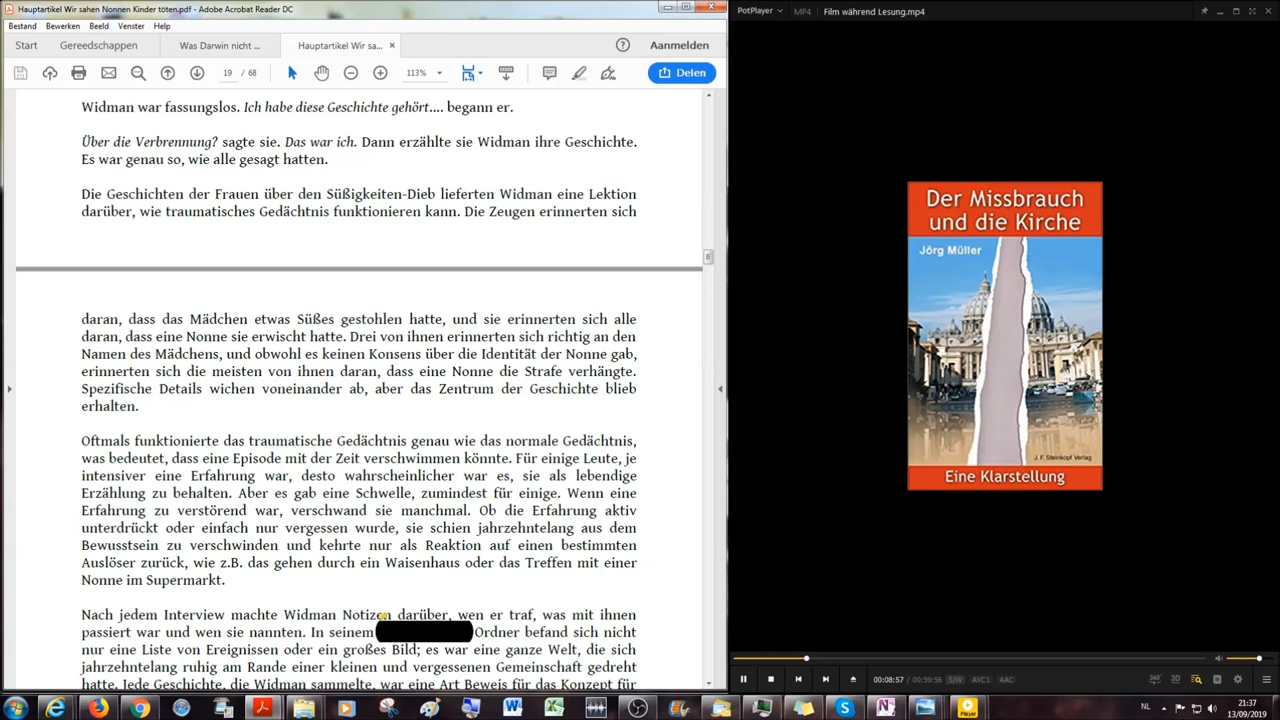 Hauptartikel Wir sahen Nonnen Kinder töten.pdf - Adobe Acrobat Reader DC
PotPlayer MP4 Film während Lesung.mp4
Bestand Bewerken Beeld Venster Help
Start Gereedschappen Was Darwin nicht ... Hauptartikel Wir sa... × Aanmelden
19 / 68 113% Delen
Widman war fassungslos. Ich habe diese Geschichte gehört.... begann er.
Über die Verbrennung? sagte sie. Das war ich. Dann erzählte sie Widman ihre Geschichte.
Es war genau so, wie alle gesagt hatten.
Die Geschichten der Frauen über den Süßigkeiten-Dieb lieferten Widman eine Lektion
darüber, wie traumatisches Gedächtnis funktionieren kann. Die Zeugen erinnerten sich
daran, dass das Mädchen etwas Süßes gestohlen hatte, und sie erinnerten sich alle
daran, dass eine Nonne sie erwischt hatte. Drei von ihnen erinnerten sich richtig an den
Namen des Mädchens, und obwohl es keinen Konsens über die Identität der Nonne gab,
erinnerten sich die meisten von ihnen daran, dass eine Nonne die Strafe verhängte.
Spezifische Details wichen voneinander ab, aber das Zentrum der Geschichte blieb
erhalten.
Oftmals funktionierte das traumatische Gedächtnis genau wie das normale Gedächtnis,
was bedeutet, dass eine Episode mit der Zeit verschwimmen könnte. Für einige Leute, je
intensiver eine Erfahrung war, desto wahrscheinlicher war es, sie als lebendige
Erzählung zu behalten. Aber es gab eine Schwelle, zumindest für einige. Wenn eine
Erfahrung zu verstörend war, verschwand sie manchmal. Ob die Erfahrung aktiv
unterdrückt oder einfach nur vergessen wurde, sie schien jahrzehntelang aus dem
Bewusstsein zu verschwinden und kehrte nur als Reaktion auf einen bestimmten
Auslöser zurück, wie z.B. das gehen durch ein Waisenhaus oder das Treffen mit einer
Nonne im Supermarkt.
Nach jedem Interview machte Widman Notizen darüber, wen er traf, was mit ihnen
passiert war und wen sie nannten. In seinem Ordner befand sich nicht
nur eine Liste von Ereignissen oder ein großes Bild; es war eine ganze Welt, die sich
jahrzehntelang ruhig am Rande einer kleinen und vergessenen Gemeinschaft gedreht
hatte. Jede Geschichte, die Widman sammelte, war eine Art Beweis für das Konzept für
Der Missbrauch
und die Kirche
Jörg Müller
J. F. Steinkopf Verlag
Eine Klarstellung
00:08:57 / 00:59:56 S/W AVC1 AAC
NL 21:37
13/09/2019